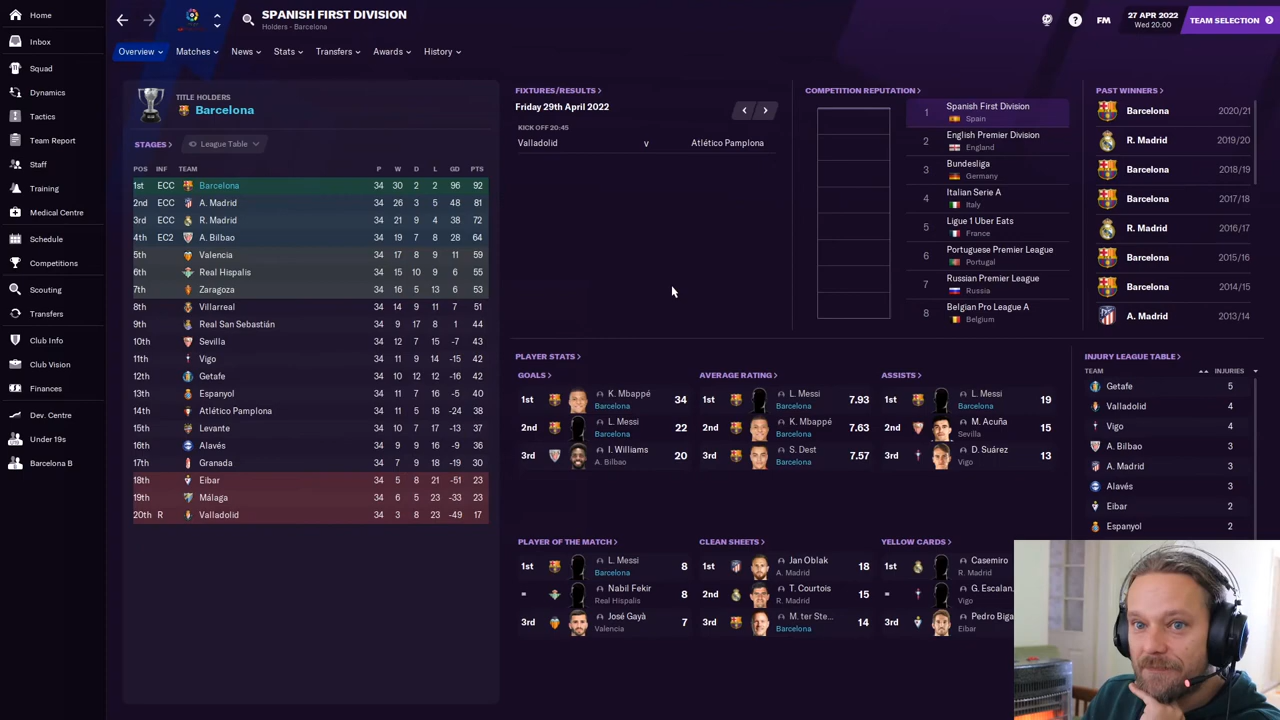 Home
SPANISH FIRST DIVISION
Holders - Barcelona
FM
27 APR 2022
Wed 20:00
TEAM SELECTION
Inbox
Squad
Dynamics
Tactics
Team Report
Staff
Training
Medical Centre
Schedule
Competitions
Scouting
Transfers
Club Info
Club Vision
Finances
Dev. Centre
Under 19s
Barcelona B
Overview
Matches
News
Stats
Transfers
Awards
History
TITLE HOLDERS
Barcelona
STAGES
League Table
POS INF TEAM P W D L GD PTS
1st ECC Barcelona 34 30 2 2 96 92
2nd ECC A. Madrid 34 26 3 5 48 81
3rd ECC R. Madrid 34 21 9 4 38 72
4th EC2 A. Bilbao 34 19 7 8 28 64
5th Valencia 34 17 8 9 11 59
6th Real Hispalis 34 15 10 9 6 55
7th Zaragoza 34 16 5 13 6 53
8th Villarreal 34 14 9 11 7 51
9th Real San Sebastián 34 9 17 8 1 44
10th Sevilla 34 12 7 15 -7 43
11th Vigo 34 11 9 14 -15 42
12th Getafe 34 10 12 12 -16 42
13th Espanyol 34 11 7 16 -5 40
14th Atlético Pamplona 34 11 5 18 -24 38
15th Levante 34 10 7 17 -13 37
16th Alavés 34 9 9 16 -9 36
17th Granada 34 7 9 18 -19 30
18th Eibar 34 5 8 21 -51 23
19th Málaga 34 6 5 23 -33 23
20th R Valladolid 34 3 8 23 -49 17
FIXTURES/RESULTS
Friday 29th April 2022
KICK OFF 20:45
Valladolid v Atlético Pamplona
COMPETITION REPUTATION
1 Spanish First Division
Spain
2 English Premier Division
England
3 Bundesliga
Germany
4 Italian Serie A
Italy
5 Ligue 1 Uber Eats
France
6 Portuguese Premier League
Portugal
7 Russian Premier League
Russia
8 Belgian Pro League A
Belgium
PAST WINNERS
Barcelona 2020/21
R. Madrid 2019/20
Barcelona 2018/19
Barcelona 2017/18
R. Madrid 2016/17
Barcelona 2015/16
Barcelona 2014/15
A. Madrid 2013/14
PLAYER STATS
GOALS
1st K. Mbappé 34
Barcelona
2nd L. Messi 22
Barcelona
3rd I. Williams 20
A. Bilbao
AVERAGE RATING
1st L. Messi 7.93
Barcelona
2nd K. Mbappé 7.63
Barcelona
3rd S. Dest 7.57
Barcelona
ASSISTS
1st L. Messi 19
Barcelona
2nd M. Acuña 15
Sevilla
3rd D. Suárez 13
Vigo
PLAYER OF THE MATCH
1st L. Messi 8
Barcelona
= Nabil Fekir 8
Real Hispalis
3rd José Gayà 7
Valencia
CLEAN SHEETS
1st Jan Oblak 18
A. Madrid
2nd T. Courtois 15
R. Madrid
3rd M. ter Ste... 14
Barcelona
YELLOW CARDS
1st Casemiro
R. Madrid
= G. Escalan
Vigo
3rd Pedro Biga
Eibar
INJURY LEAGUE TABLE
TEAM INJURIES
Getafe 5
Valladolid 4
Vigo 4
A. Bilbao 3
A. Madrid 3
Alavés 3
Eibar 2
Espanyol 2